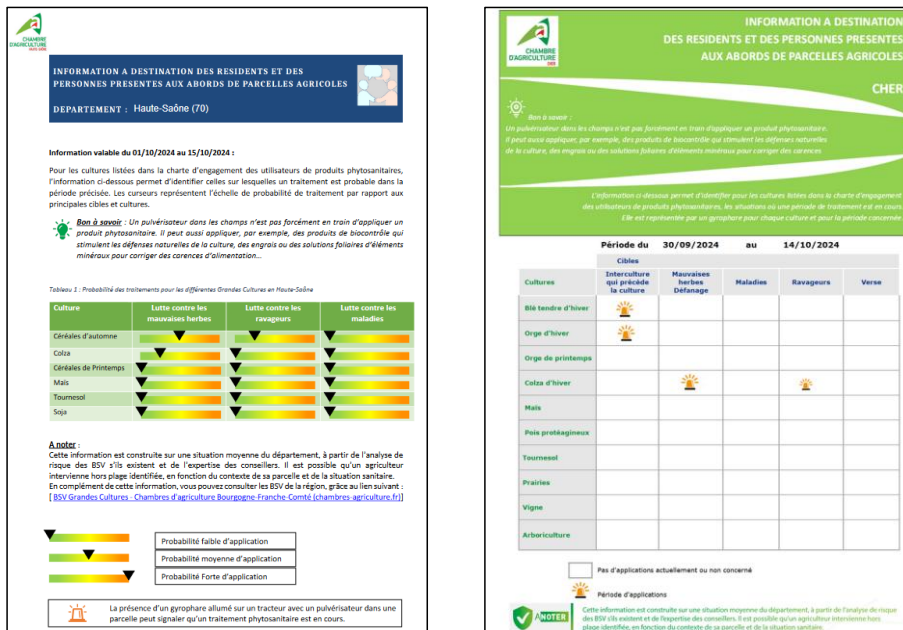 CHAMBRE
D'AGRICULTURE
HAUTE-SAÔNE
INFORMATION A DESTINATION DES RESIDENTS ET DES
PERSONNES PRESENTES AUX ABORDS DE PARCELLES AGRICOLES
DEPARTEMENT : Haute-Saône (70)
Information valable du 01/10/2024 au 15/10/2024 :
Pour les cultures listées dans la charte d'engagement des utilisateurs de produits phytosanitaires,
l'information ci-dessous permet d'identifier celles sur lesquelles un traitement est probable dans la
période précisée. Les curseurs représentent l'échelle de probabilité de traitement par rapport aux
principales cibles et cultures.
Bon à savoir : Un pulvérisateur dans les champs n'est pas forcément en train d'appliquer un
produit phytosanitaire. Il peut aussi appliquer, par exemple, des produits de biocontrôle qui
stimulent les défenses naturelles de la culture, des engrais ou des solutions foliaires d'éléments
minéraux pour corriger des carences d'alimentation...
Tableau 1 : Probabilité des traitements pour les différentes Grandes Cultures en Haute-Saône
Culture Lutte contre les mauvaises herbes Lutte contre les ravageurs Lutte contre les maladies
Céréales d'automne
Colza
Céréales de Printemps
Maïs
Tournesol
Soja
A noter :
Cette information est construite sur une situation moyenne du département, à partir de l'analyse de
risque des BSV s'ils existent et de l'expertise des conseillers. Il est possible qu'un agriculteur
intervienne hors plage identifiée, en fonction du contexte de sa parcelle et de la situation sanitaire.
En complément de cette information, vous pouvez consulter les BSV de la région, grâce au lien suivant :
[ BSV Grandes Cultures - Chambres d'agriculture Bourgogne-Franche-Comté (chambres-agriculture.fr)]
Probabilité faible d'application
Probabilité moyenne d'application
Probabilité Forte d'application
La présence d'un gyrophare allumé sur un tracteur avec un pulvérisateur dans une
parcelle peut signaler qu'un traitement phytosanitaire est en cours.
CHAMBRE
D'AGRICULTURE
CHER
INFORMATION A DESTINATION
DES RESIDENTS ET DES PERSONNES PRESENTES
AUX ABORDS DE PARCELLES AGRICOLES
CHER
Bon à savoir :
Un pulvérisateur dans les champs n'est pas forcément en train d'appliquer un produit phytosanitaire.
Il peut aussi appliquer, par exemple, des produits de biocontrôle qui stimulent les défenses naturelles
de la culture, des engrais ou des solutions foliaires d'éléments minéraux pour corriger des carences
L'information ci-dessous permet d'identifier pour les cultures listées dans la charte d'engagement
des utilisateurs de produits phytosanitaires, les situations où une période de traitement est en cours.
Elle est représentée par un gyrophare pour chaque culture et pour la période concernée.
Période du 30/09/2024 au 14/10/2024
Cibles
Cultures Interculture qui précède la culture Mauvaises herbes Défanage Maladies Ravageurs Verse
Blé tendre d'hiver
Orge d'hiver
Orge de printemps
Colza d'hiver
Maïs
Pois protéagineux
Tournesol
Prairies
Vigne
Arboriculture
Pas d'applications actuellement ou non concerné
Période d'applications
A NOTER
Cette information est construite sur une situation moyenne du département, à partir de l'analyse de risque
des BSV s'ils existent et de l'expertise des conseillers. Il est possible qu'un agriculteur intervienne hors
plage identifiée, en fonction du contexte de sa parcelle et de la situation sanitaire.